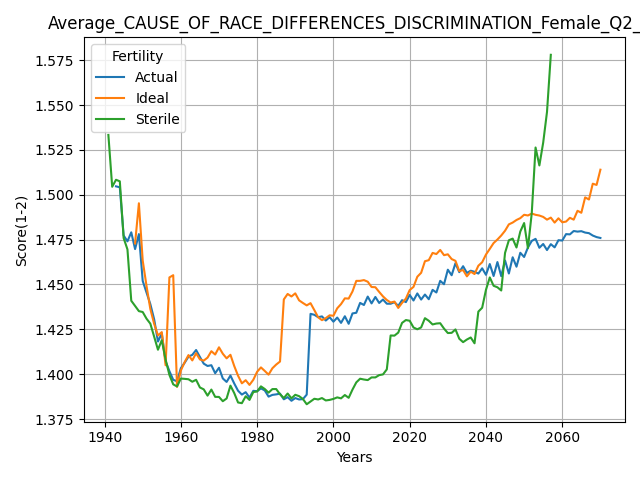 Average_CAUSE_OF_RACE_DIFFERENCES_DISCRIMINATION_Female_Q2_
Fertility
Actual
Ideal
Sterile
1.575
1.550
1.525
1.500
1.475
1.450
1.425
1.400
1.375
Score(1-2)
1940
1960
1980
2000
2020
2040
2060
Years